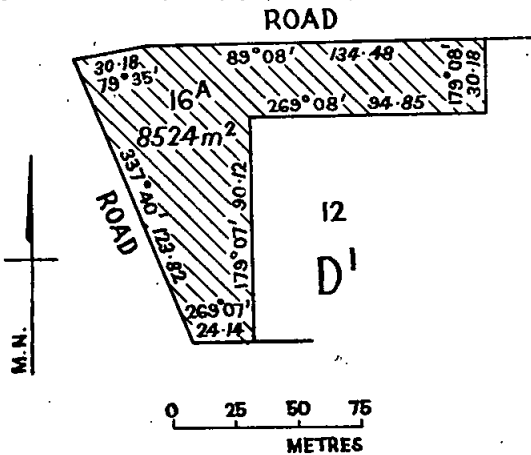 ROAD
30·18
79°35'
89°08' 134·48
179°08'
30·18
16A
269°08' 94·85
8524m²
337°40' 123·82
ROAD
179°07' 90·12
12
D1
269°07'
24·14
M.N.
0 25 50 75
METRES